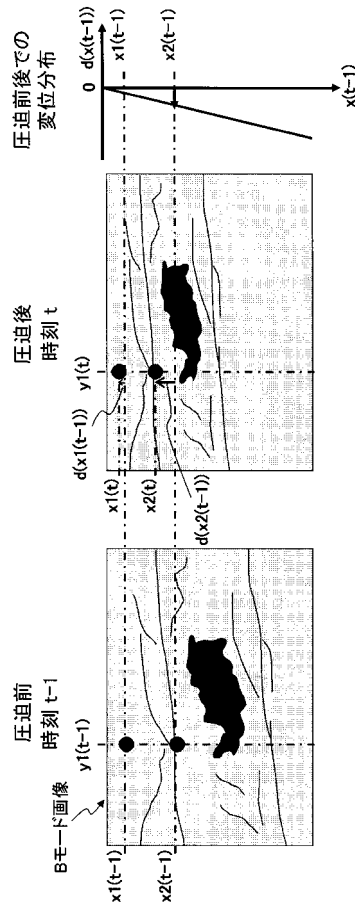 Bモード画像
圧迫前
時刻 t-1
y1(t-1)
x1(t-1)
x2(t-1)
圧迫後
時刻 t
y1(t)
d(x1(t-1))
x1(t)
x2(t)
d(x2(t-1))
圧迫前後での
変位分布
d(x(t-1))
0
x1(t-1)
x2(t-1)
x(t-1)